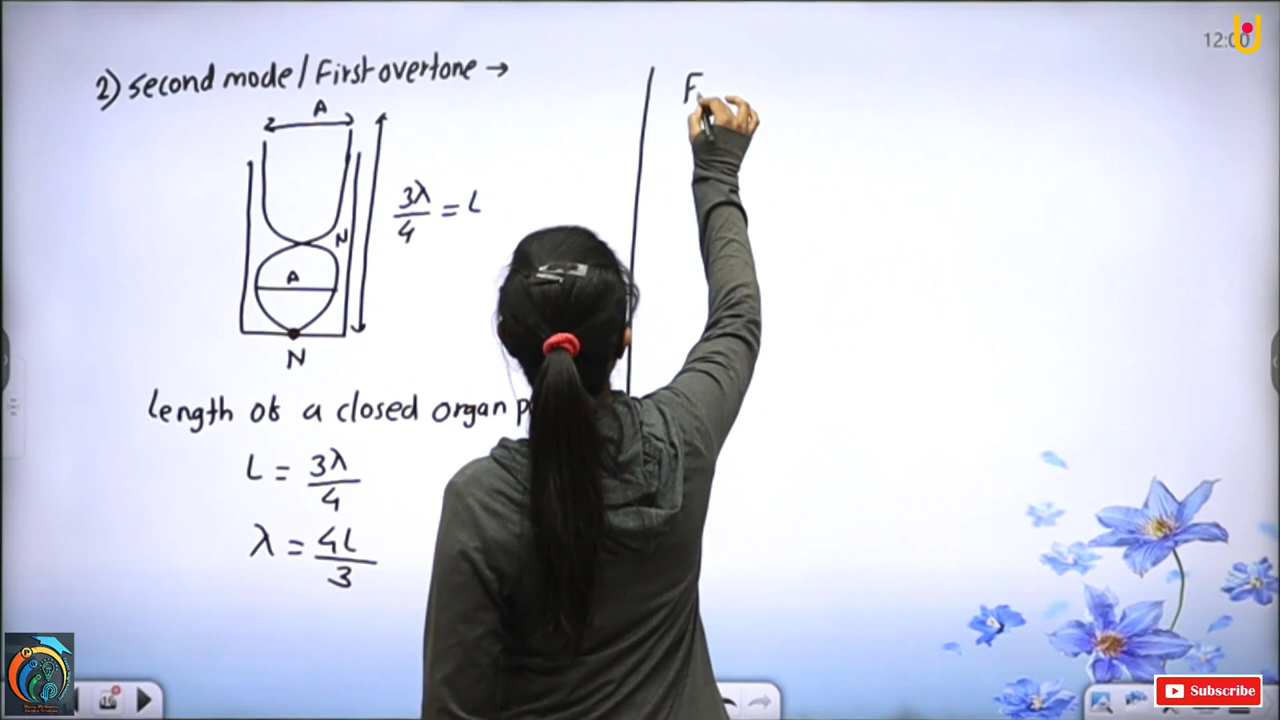 12:00
2) second mode / First overtone →
A
3λ/4 = L
N
A
N
length of a closed organ p
L = 3λ/4
λ = 4L/3
F
Subscribe